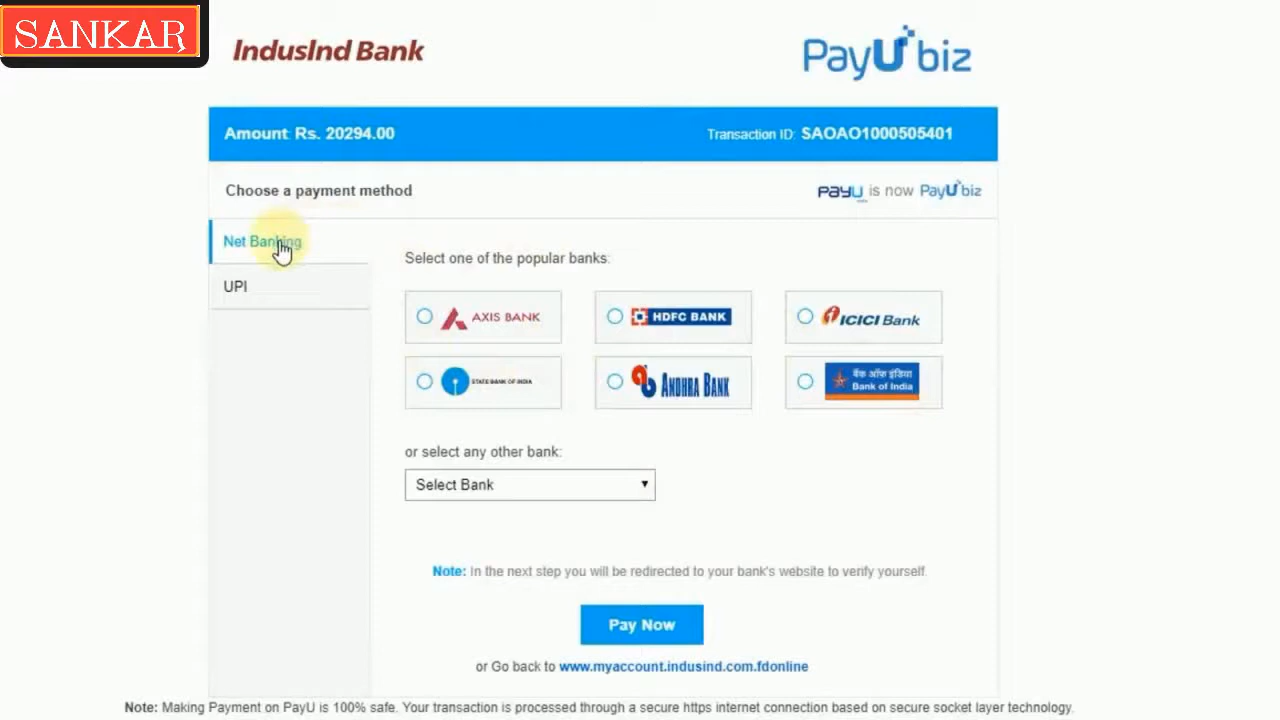 SANKAR
IndusInd Bank
PayU biz
Amount: Rs. 20294.00
Transaction ID: SAOAO1000505401
Choose a payment method
PayU is now PayU biz
Net Banking
UPI
Select one of the popular banks:
AXIS BANK
HDFC BANK
ICICI Bank
STATE BANK OF INDIA
ANDHRA BANK
बैंक ऑफ़ इंडिया
Bank of India
or select any other bank:
Select Bank
Note: In the next step you will be redirected to your bank's website to verify yourself.
Pay Now
or Go back to www.myaccount.indusind.com.fdonline
Note: Making Payment on PayU is 100% safe. Your transaction is processed through a secure https internet connection based on secure socket layer technology.